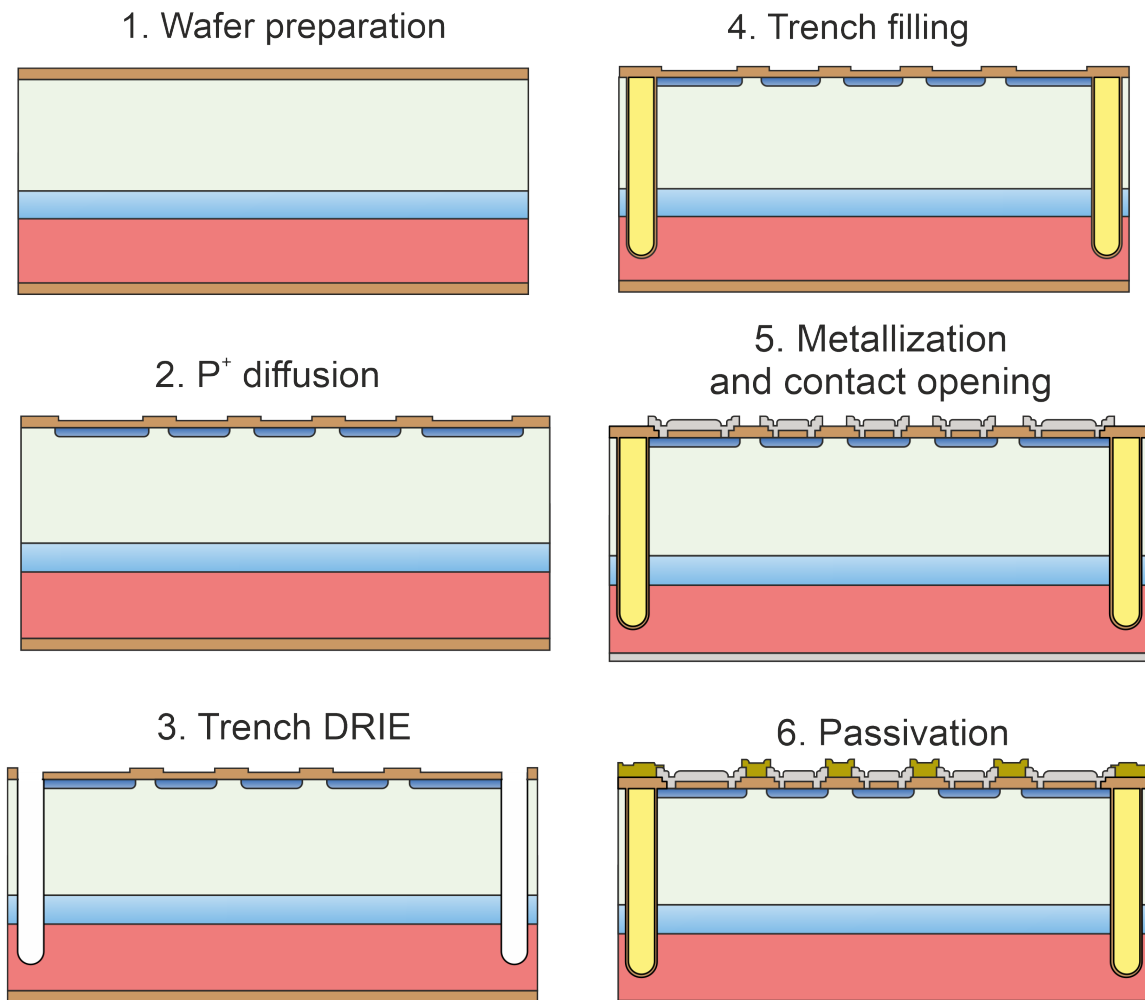 1. Wafer preparation
2. P⁺ diffusion
3. Trench DRIE
4. Trench filling
5. Metallization
and contact opening
6. Passivation